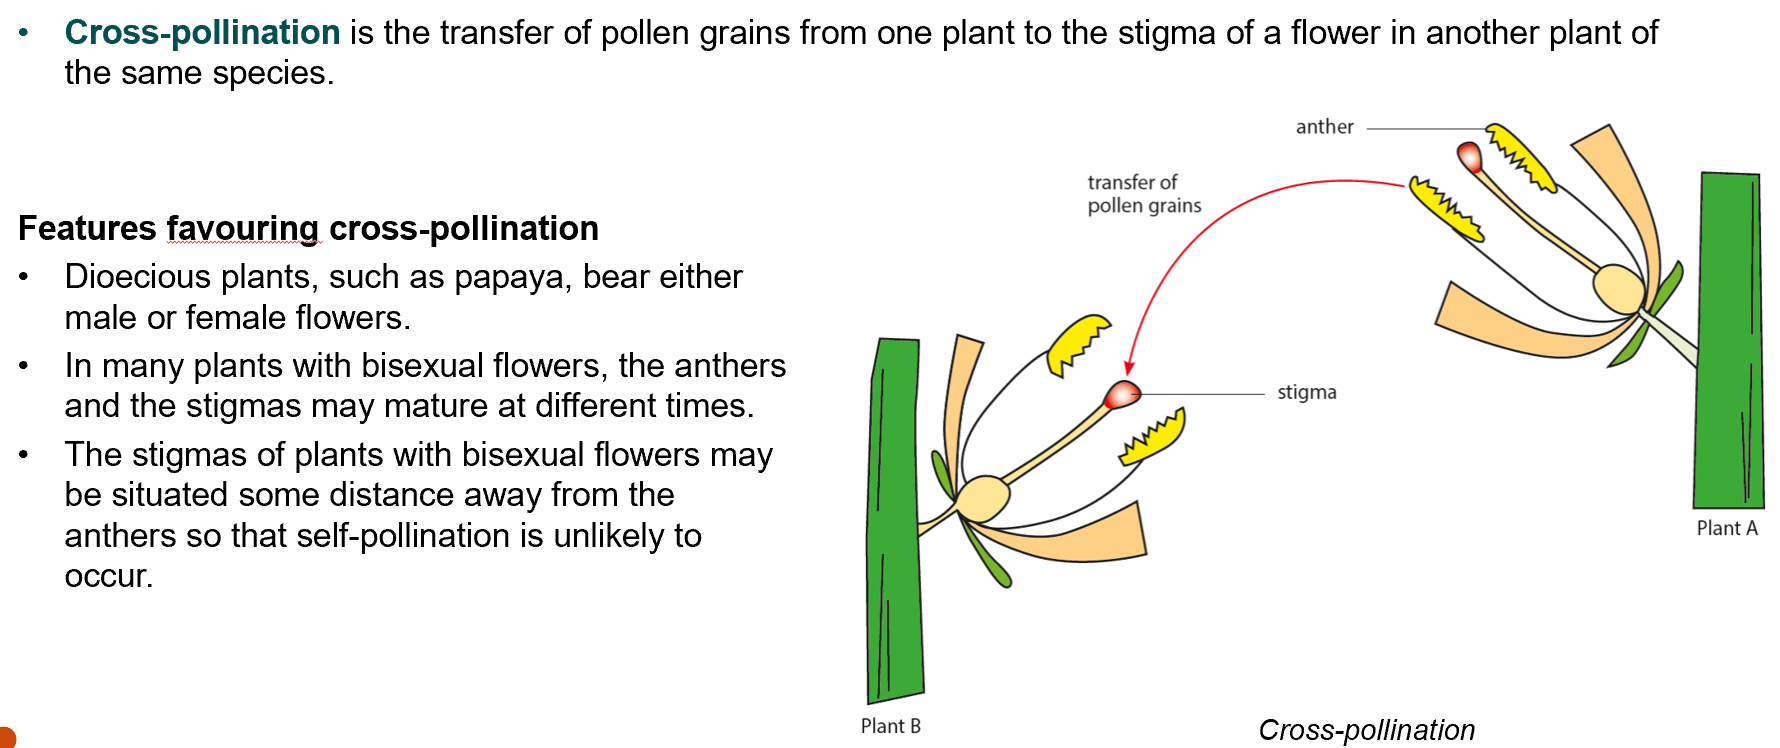 • Cross-pollination is the transfer of pollen grains from one plant to the stigma of a flower in another plant of
the same species.
Features favouring cross-pollination
• Dioecious plants, such as papaya, bear either
male or female flowers.
• In many plants with bisexual flowers, the anthers
and the stigmas may mature at different times.
• The stigmas of plants with bisexual flowers may
be situated some distance away from the
anthers so that self-pollination is unlikely to
occur.
anther
transfer of
pollen grains
stigma
Plant A
Plant B
Cross-pollination